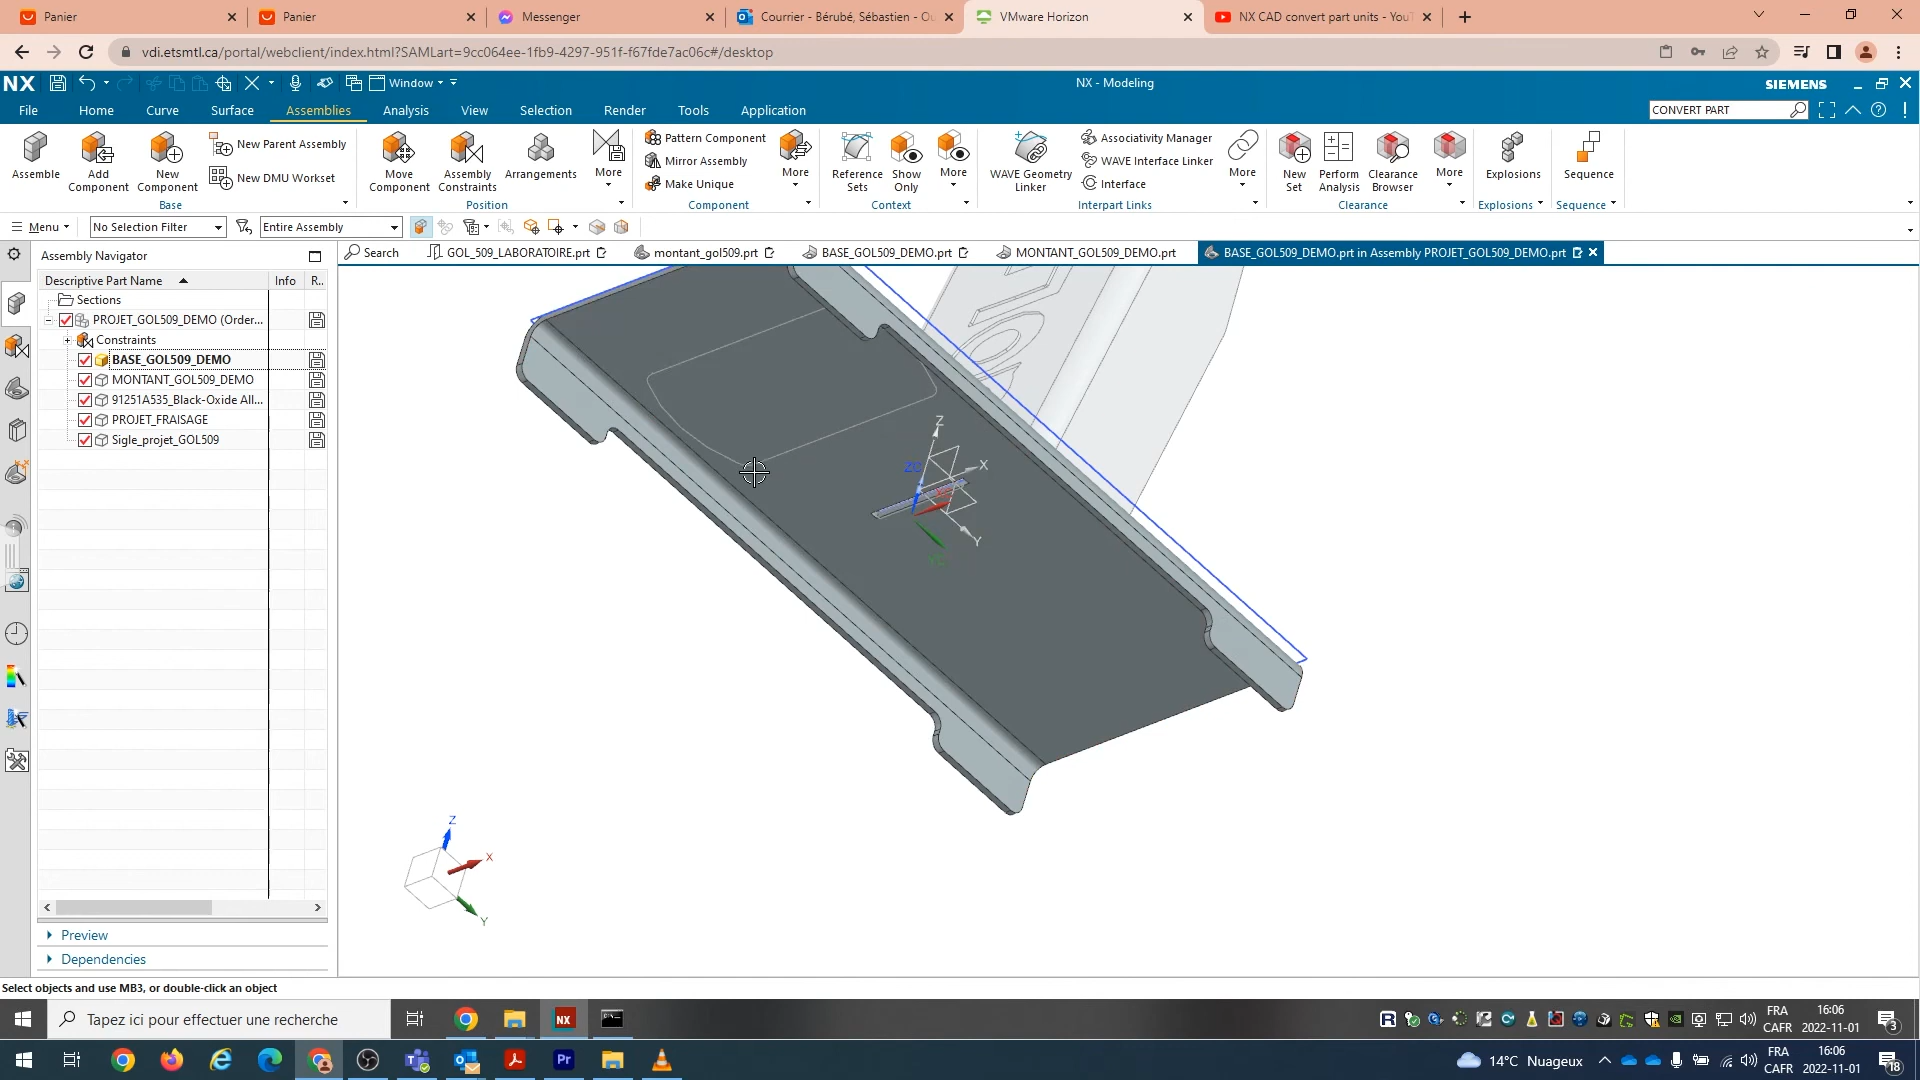 Panier
Panier
Messenger
Courrier - Bérubé, Sébastien - Ou
VMware Horizon
NX CAD convert part units - YouT
vdi.etsmtl.ca/portal/webclient/index.html?SAMLart=9cc064ee-1fb9-4297-951f-f67fde7ac06c#/desktop
NX
Window
NX - Modeling
SIEMENS
File
Home
Curve
Surface
Assemblies
Analysis
View
Selection
Render
Tools
Application
CONVERT PART
Assembly
Add Component
New Component
New Parent Assembly
New DMU Workset
Base
Move Component
Assembly Constraints
Arrangements
More
Position
Pattern Component
Mirror Assembly
Make Unique
More
Component
Reference Sets
Show Only
More
Context
WAVE Geometry Linker
Associativity Manager
WAVE Interface Linker
Interface
More
Interpart Links
New Set
Perform Analysis
Clearance Browser
More
Clearance
Explosions
Explosions
Sequence
Sequence
Menu
No Selection Filter
Entire Assembly
Assembly Navigator
Search
GOL_509_LABORATOIRE.prt
montant_gol509.prt
BASE_GOL509_DEMO.prt
MONTANT_GOL509_DEMO.prt
BASE_GOL509_DEMO.prt in Assembly PROJET_GOL509_DEMO.prt
Descriptive Part Name
Info
R..
Sections
PROJET_GOL509_DEMO (Order...
Constraints
BASE_GOL509_DEMO
MONTANT_GOL509_DEMO
91251A535_Black-Oxide All...
PROJET_FRAISAGE
Sigle_projet_GOL509
Z
X
Y
ZC
Z
X
Y
Preview
Dependencies
Select objects and use MB3, or double-click an object
Tapez ici pour effectuer une recherche
NX
FRA
CAFR
16:06
2022-11-01
3
Pr
14°C Nuageux
FRA
CAFR
16:06
2022-11-01
18